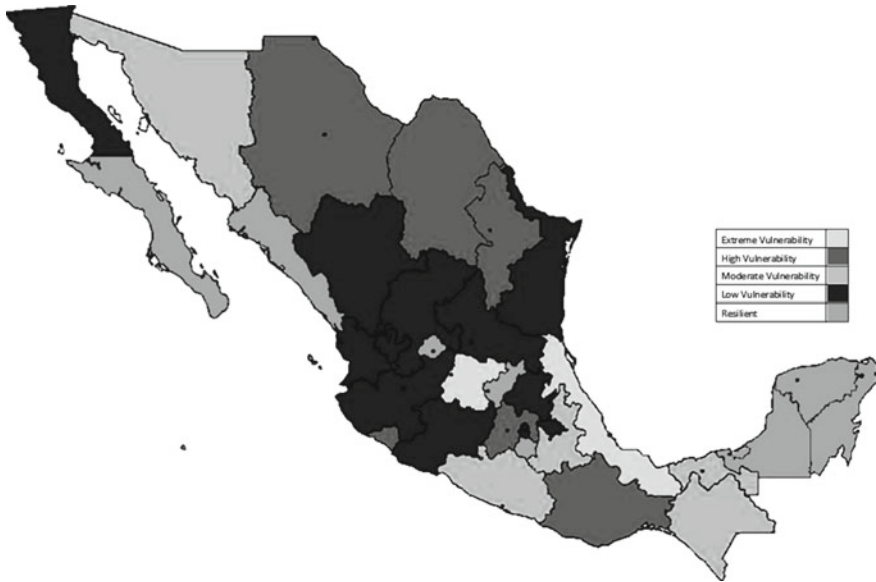 Extreme Vulnerability
High Vulnerability
Moderate Vulnerability
Low Vulnerability
Resilient